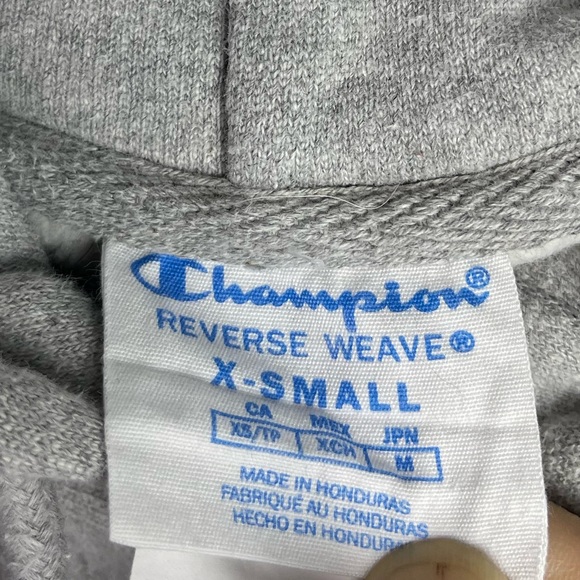 Champion®
REVERSE WEAVE®
X-SMALL
CA MEX JPN
XS/TP XCH M
MADE IN HONDURAS
FABRIQUÉ AU HONDURAS
HECHO EN HONDURAS